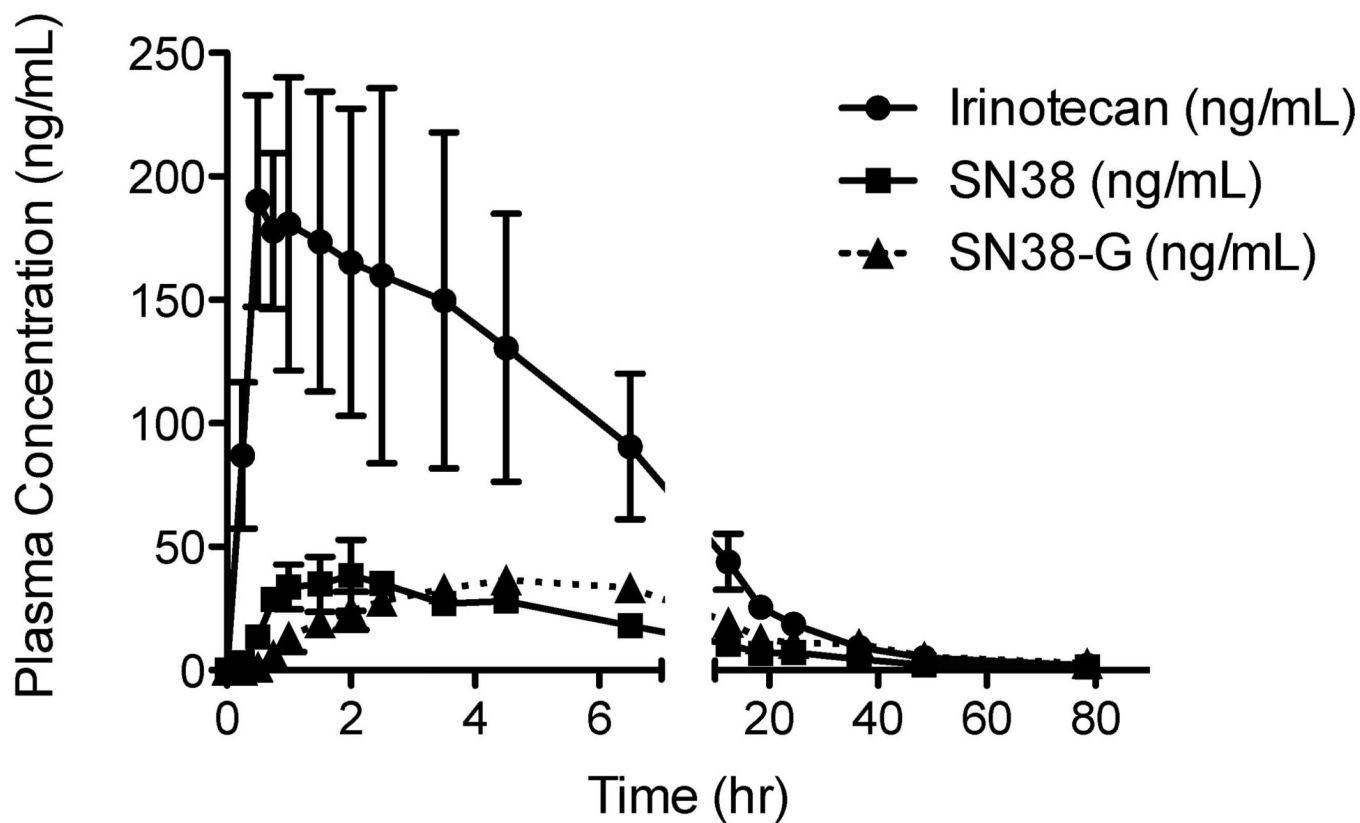 Plasma Concentration (ng/mL)
250
200
150
100
50
0
0 2 4 6 20 40 60 80
Time (hr)
Irinotecan (ng/mL)
SN38 (ng/mL)
SN38-G (ng/mL)